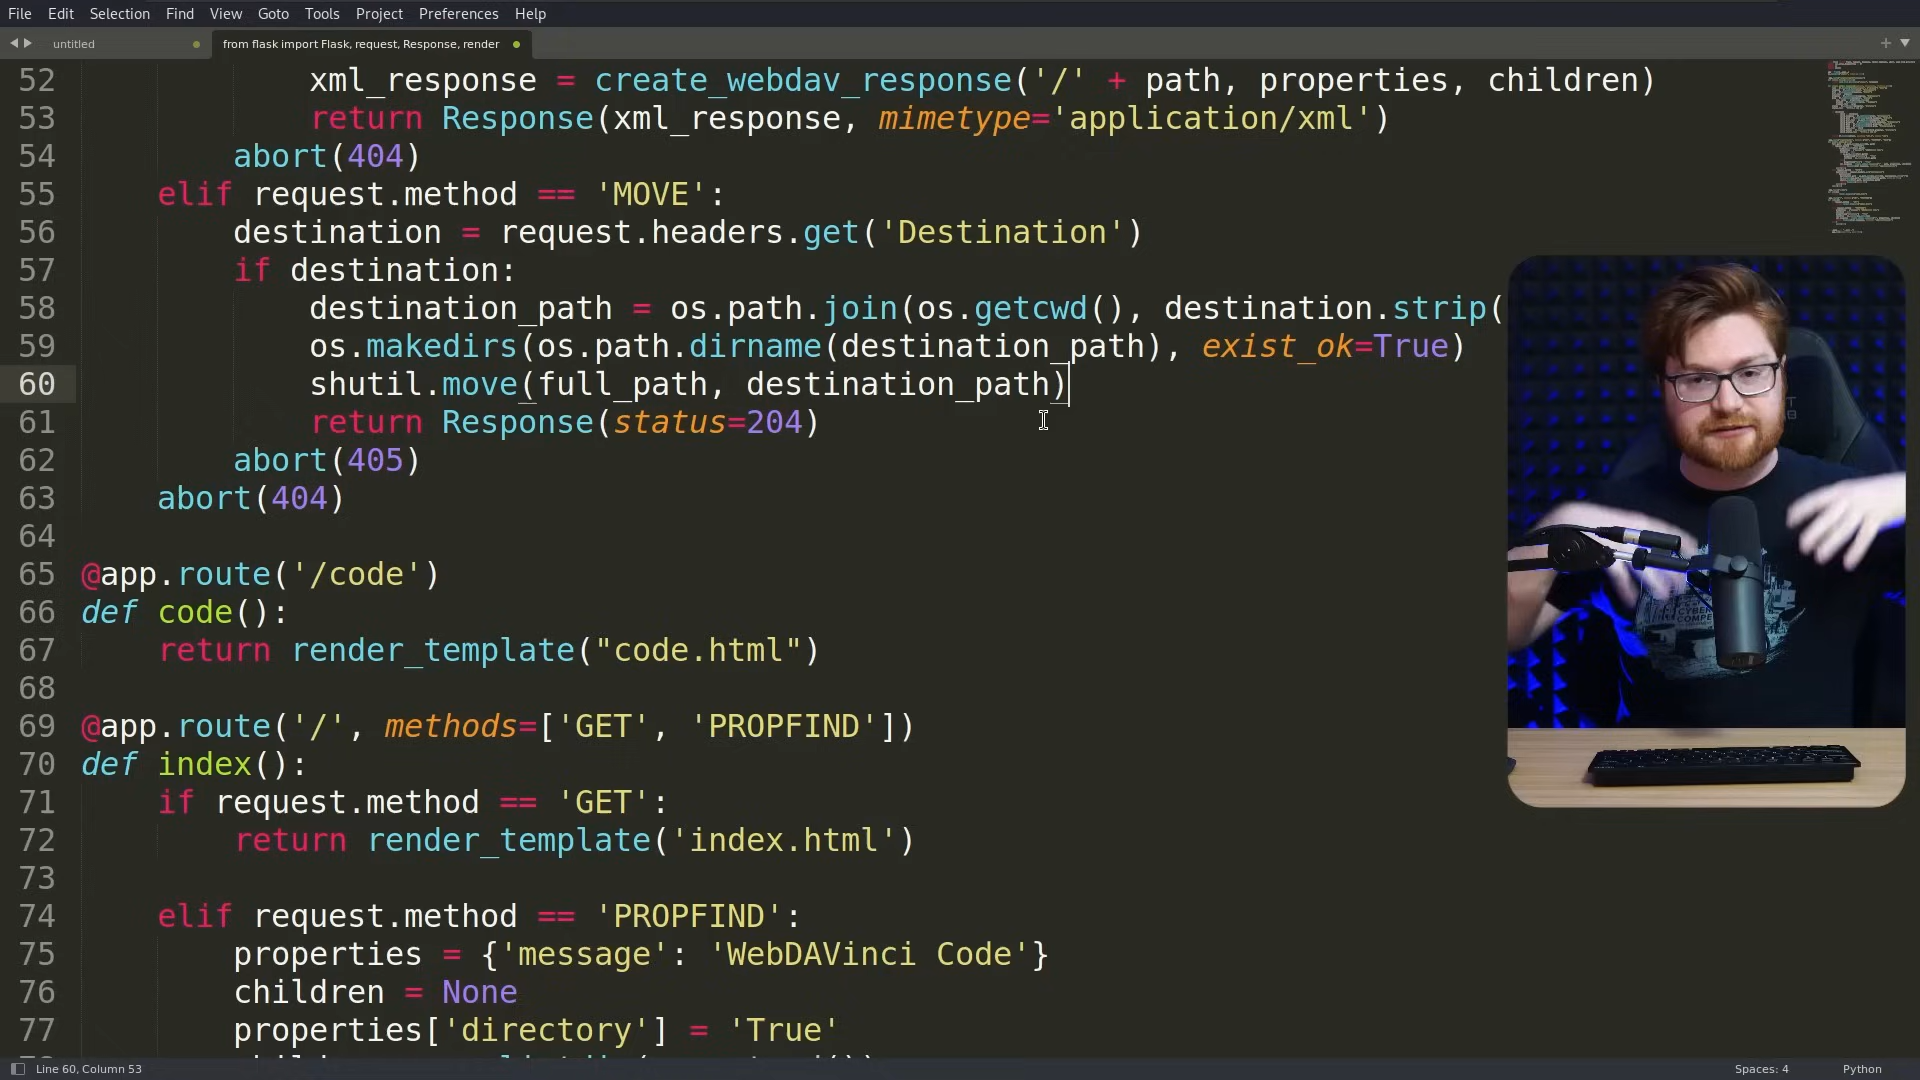 File Edit Selection Find View Goto Tools Project Preferences Help
untitled
from flask import Flask, request, Response, render
52 xml_response = create_webdav_response('/' + path, properties, children)
53 return Response(xml_response, mimetype='application/xml')
54 abort(404)
55 elif request.method == 'MOVE':
56 destination = request.headers.get('Destination')
57 if destination:
58 destination_path = os.path.join(os.getcwd(), destination.strip(
59 os.makedirs(os.path.dirname(destination_path), exist_ok=True)
60 shutil.move(full_path, destination_path)
61 return Response(status=204)
62 abort(405)
63 abort(404)
64
65 @app.route('/code')
66 def code():
67 return render_template("code.html")
68
69 @app.route('/', methods=['GET', 'PROPFIND'])
70 def index():
71 if request.method == 'GET':
72 return render_template('index.html')
73
74 elif request.method == 'PROPFIND':
75 properties = {'message': 'WebDAVinci Code'}
76 children = None
77 properties['directory'] = 'True'
Line 60, Column 53
Spaces: 4
Python